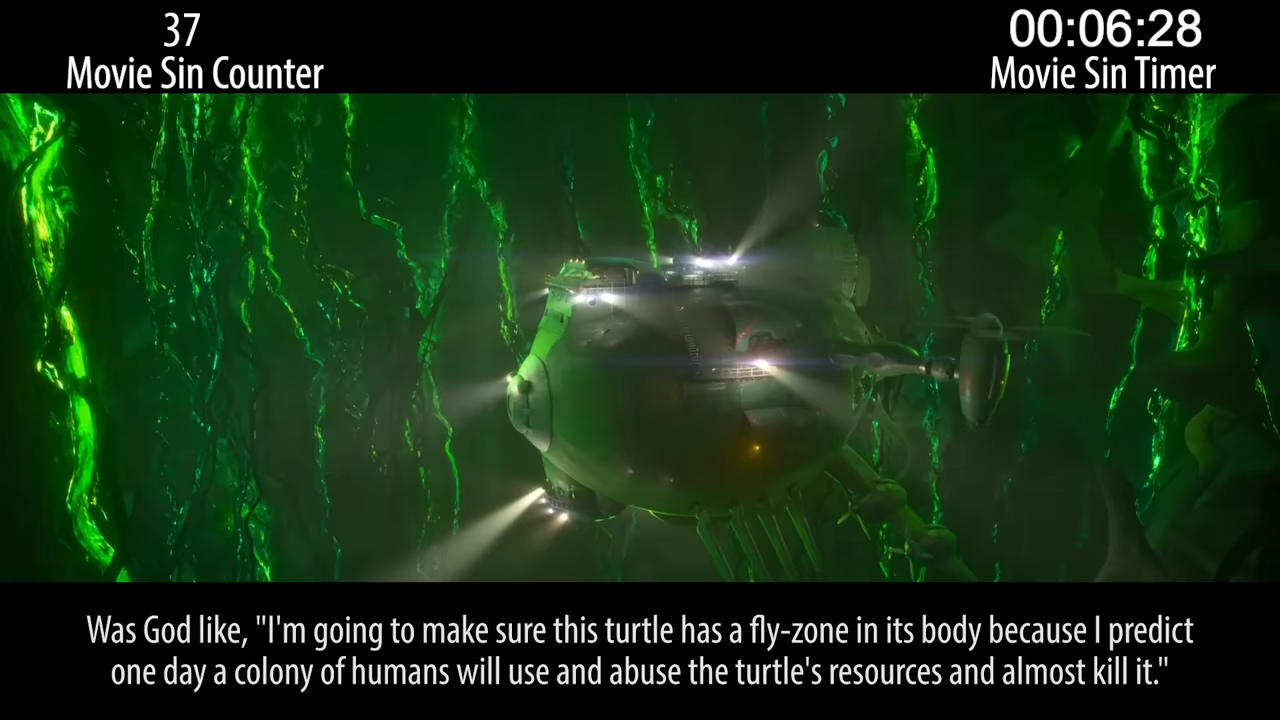 37
Movie Sin Counter
00:06:28
Movie Sin Timer
Was God like, "I'm going to make sure this turtle has a fly-zone in its body because I predict
one day a colony of humans will use and abuse the turtle's resources and almost kill it."